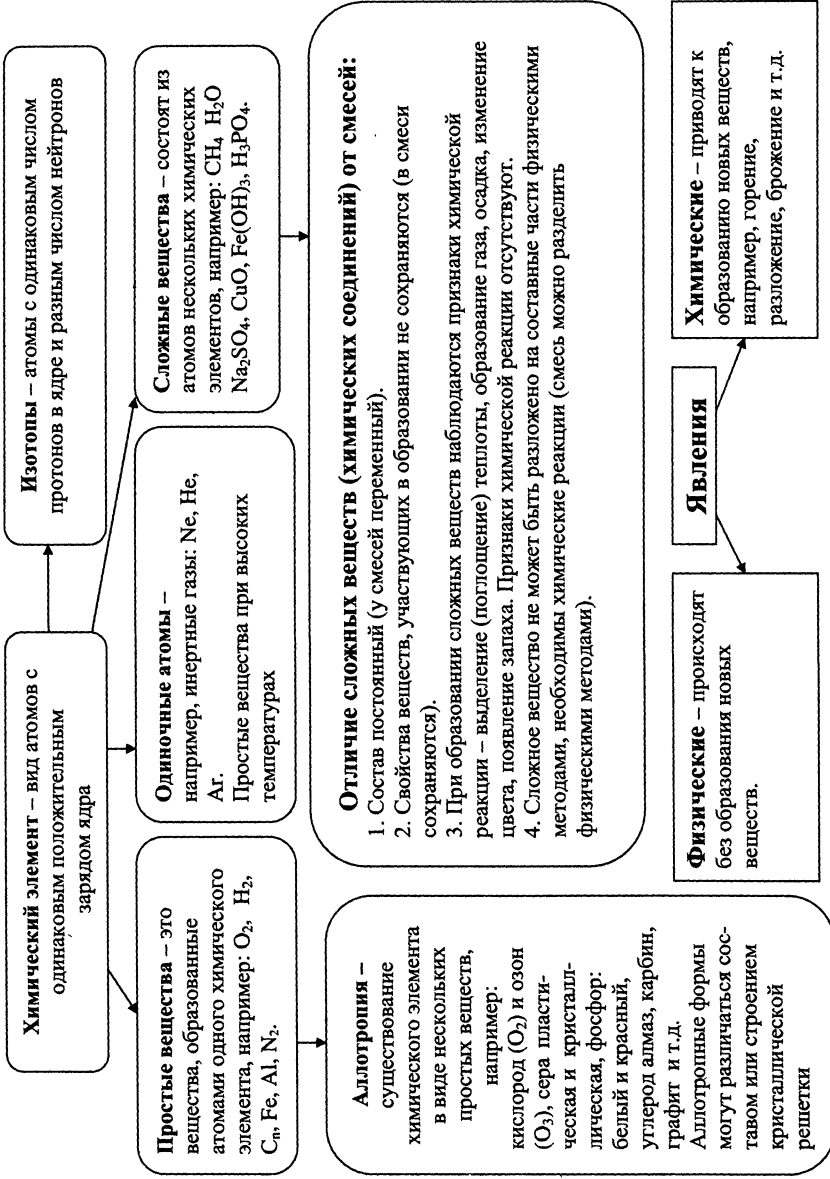 Химический элемент – вид атомов с
одинаковым положительным
зарядом ядра
Изотопы – атомы с одинаковым числом
протонов в ядре и разным числом нейтронов
Простые вещества – это
вещества, образованные
атомами одного химического
элемента, например: O₂, H₂,
Cₙ, Fe, Al, N₂.
Одиночные атомы –
например, инертные газы: Ne, He,
Ar.
Простые вещества при высоких
температурах
Сложные вещества – состоят из
атомов нескольких химических
элементов, например: CH₄ H₂O
Na₂SO₄, CuO, Fe(OH)₃, H₃PO₄.
Аллотропия –
существование
химического элемента
в виде нескольких
простых веществ,
например:
кислород (O₂) и озон
(O₃), сера пласти-
ческая и кристалл-
лическая, фосфор:
белый и красный,
углерод алмаз, карбин,
графит и т.д.
Аллотропные формы
могут различаться сос-
тавом или строением
кристаллической
решетки
Отличие сложных веществ (химических соединений) от смесей:
1. Состав постоянный (у смесей переменный).
2. Свойства веществ, участвующих в образовании не сохраняются (в смеси
сохраняются).
3. При образовании сложных веществ наблюдаются признаки химической
реакции – выделение (поглощение) теплоты, образование газа, осадка, изменение
цвета, появление запаха. Признаки химической реакции отсутствуют.
4. Сложное вещество не может быть разложено на составные части физическими
методами, необходимы химические реакции (смесь можно разделить
физическими методами).
Явления
Физические – происходят
без образования новых
веществ.
Химические – приводят к
образованию новых веществ,
например, горение,
разложение, брожение и т.д.